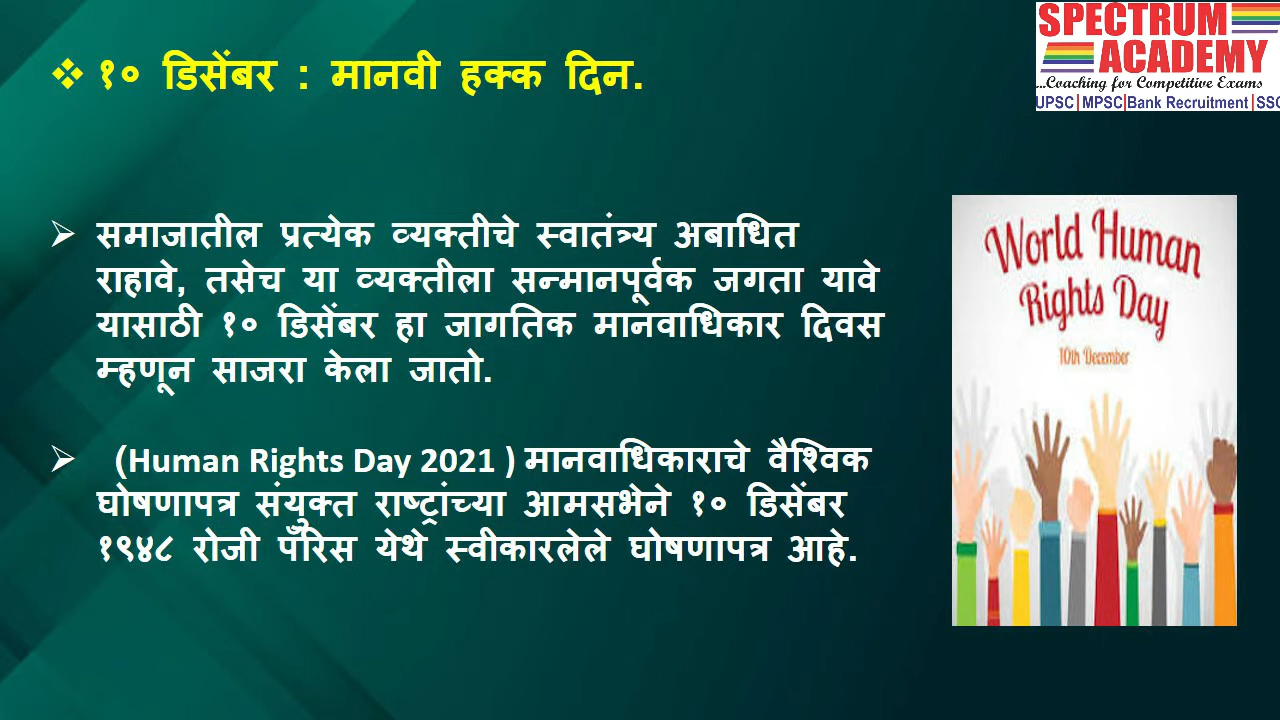 ❖ १० डिसेंबर : मानवी हक्क दिन.
SPECTRUM
ACADEMY
...Coaching for Competitive Exams
UPSC|MPSC|Bank Recruitment|SSC
➢ समाजातील प्रत्येक व्यक्तीचे स्वातंत्र्य अबाधित
राहावे, तसेच या व्यक्तीला सन्मानपूर्वक जगता यावे
यासाठी १० डिसेंबर हा जागतिक मानवाधिकार दिवस
म्हणून साजरा केला जातो.
➢ (Human Rights Day 2021 ) मानवाधिकाराचे वैश्विक
घोषणापत्र संयुक्त राष्ट्रांच्या आमसभेने १० डिसेंबर
१९४८ रोजी पॅरिस येथे स्वीकारलेले घोषणापत्र आहे.
World Human
Rights Day
10th December